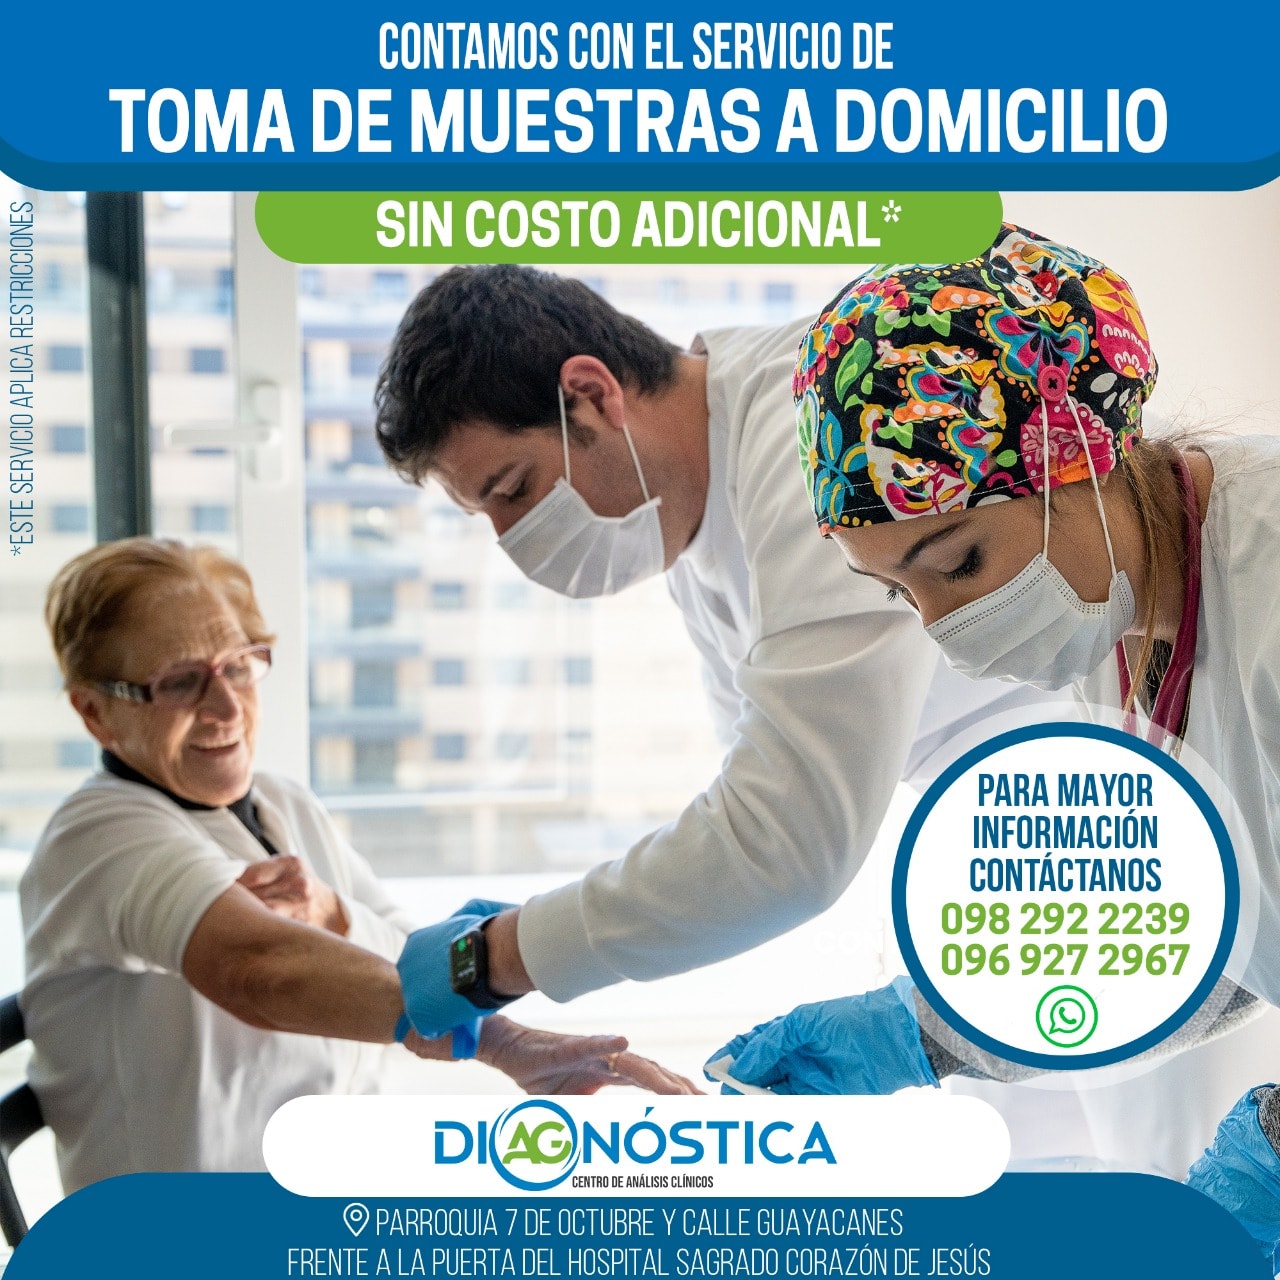 CONTAMOS CON EL SERVICIO DE
TOMA DE MUESTRAS A DOMICILIO
SIN COSTO ADICIONAL*
*ESTE SERVICIO APLICA RESTRICCIONES
PARA MAYOR
INFORMACIÓN
CONTÁCTANOS
098 292 2239
096 927 2967
DIAGNÓSTICA
CENTRO DE ANÁLISIS CLÍNICOS
PARROQUIA 7 DE OCTUBRE Y CALLE GUAYACANES
FRENTE A LA PUERTA DEL HOSPITAL SAGRADO CORAZÓN DE JESÚS